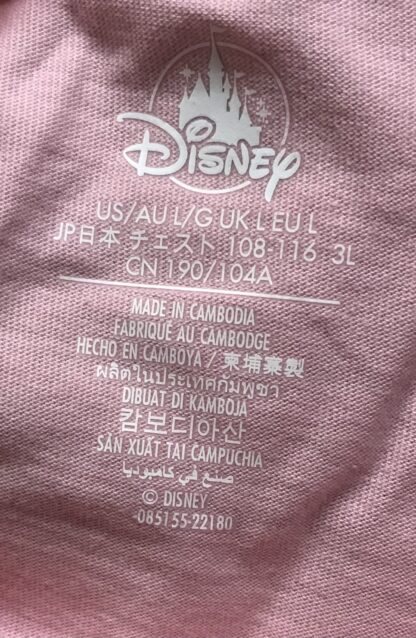 Disney
US/AU L/G UK L EU L
JP日本 チェスト 108-116 3L
CN 190/104A
MADE IN CAMBODIA
FABRIQUÉ AU CAMBODGE
HECHO EN CAMBOYA / 柬埔寨製
ผลิตในประเทศกัมพูชา
DIBUAT DI KAMBOJA
캄보디아산
SẢN XUẤT TẠI CAMPUCHIA
صنع في كامبوديا
© DISNEY
-085155-22180